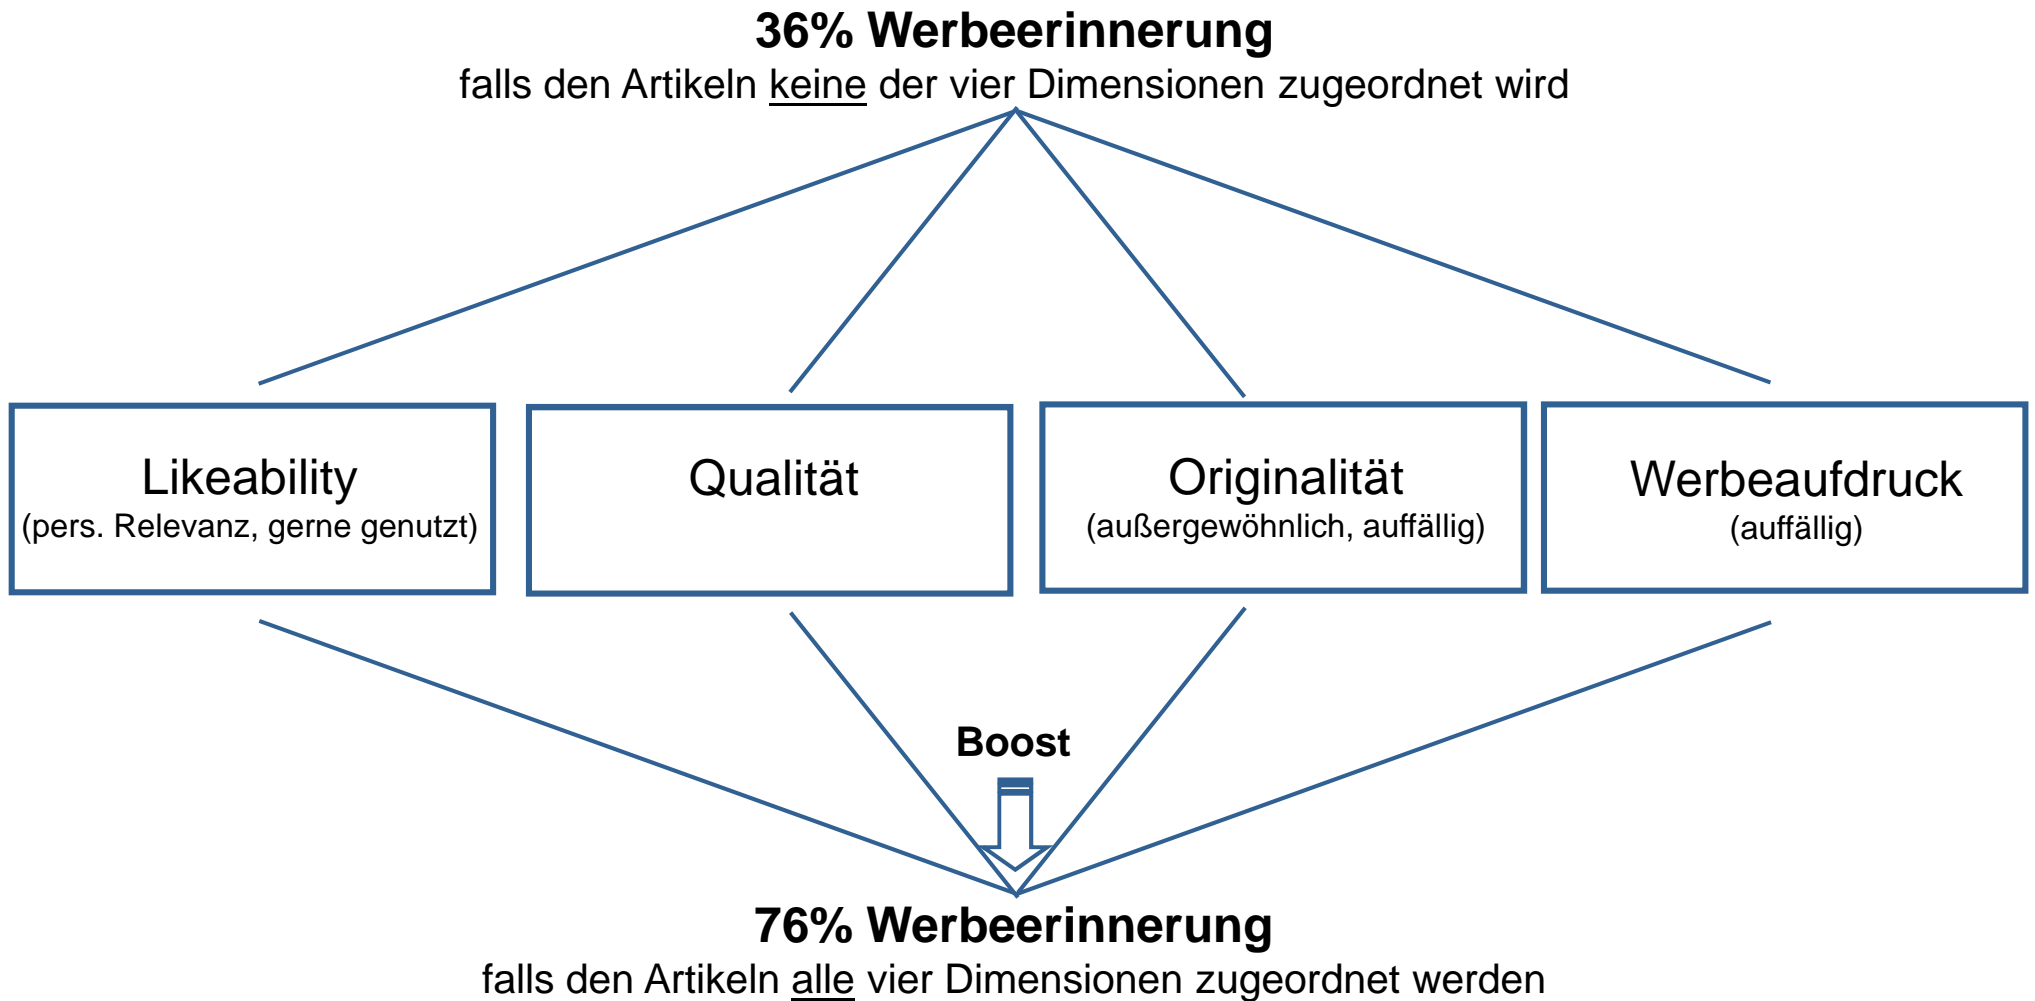 36% Werbeerinnerung
falls den Artikeln keine der vier Dimensionen zugeordnet wird
Likeability
(pers. Relevanz, gerne genutzt)
Qualität
Originalität
(außergewöhnlich, auffällig)
Werbeaufdruck
(auffällig)
Boost
76% Werbeerinnerung
falls den Artikeln alle vier Dimensionen zugeordnet werden